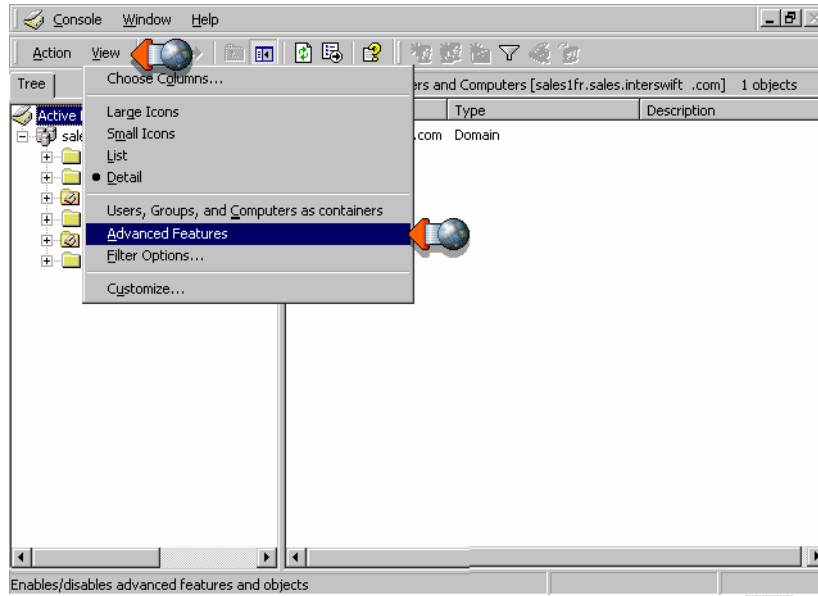 Console Window Help
Action View
Tree
ers and Computers [sales1fr.sales.interswift .com] 1 objects
Choose Columns...
Large Icons
Small Icons
List
Detail
Users, Groups, and Computers as containers
Advanced Features
Filter Options...
Customize...
Active
sale
Type Description
.com Domain
Enables/disables advanced features and objects